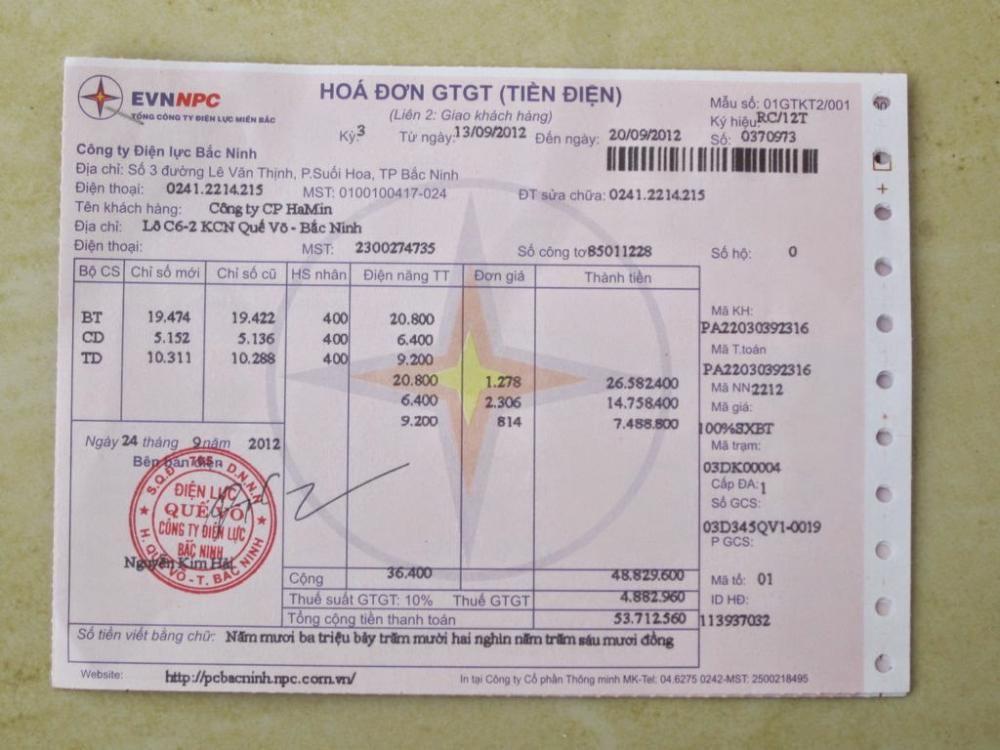 EVNNPC
TỔNG CÔNG TY ĐIỆN LỰC MIỀN BẮC
HOÁ ĐƠN GTGT (TIỀN ĐIỆN)
(Liên 2: Giao khách hàng)
Kỳ: 3 Từ ngày: 13/09/2012 Đến ngày: 20/09/2012
Mẫu số: 01GTKT2/001
Ký hiệu: RC/12T
Số: 0370973
Công ty Điện lực Bắc Ninh
Địa chỉ: Số 3 đường Lê Văn Thịnh, P.Suối Hoa, TP Bắc Ninh
Điện thoại: 0241.2214.215 MST: 0100100417-024 ĐT sửa chữa: 0241.2214.215
Tên khách hàng: Công ty CP HaMin
Địa chỉ: Lô C6-2 KCN Quế Võ - Bắc Ninh
Điện thoại: MST: 2300274735 Số công tơ 85011228 Số hộ: 0
Bộ CS Chỉ số mới Chỉ số cũ HS nhân Điện năng TT Đơn giá Thành tiền
BT 19.474 19.422 400 20.800
CD 5.152 5.136 400 6.400
TD 10.311 10.288 400 9.200
20.800 1.278 26.582.400
6.400 2.306 14.758.400
9.200 814 7.488.800
Mã KH:
PA22030392316
Mã T.toán
PA22030392316
Mã NN 2212
Mã giá:
100%SXBT
Mã trạm:
03DK00004
Cấp ĐA: 1
Số GCS:
03D345QV1-0019
P GCS:
Mã tổ: 01
ID HĐ:
113937032
Ngày 24 tháng 9 năm 2012
Bên bán điện
ĐIỆN LỰC
QUẾ VÕ
CÔNG TY ĐIỆN LỰC
BẮC NINH
H. QUẾ VÕ - T. BẮC NINH
Nguyễn Kim Hải
Cộng 36.400 48.829.600
Thuế suất GTGT: 10% Thuế GTGT 4.882.960
Tổng cộng tiền thanh toán 53.712.560
Số tiền viết bằng chữ: Năm mươi ba triệu bảy trăm mười hai nghìn năm trăm sáu mươi đồng
Website: http://pcbacninh.npc.com.vn/
In tại Công ty Cổ phần Thông minh MK-Tel: 04.6275 0242-MST: 2500218495